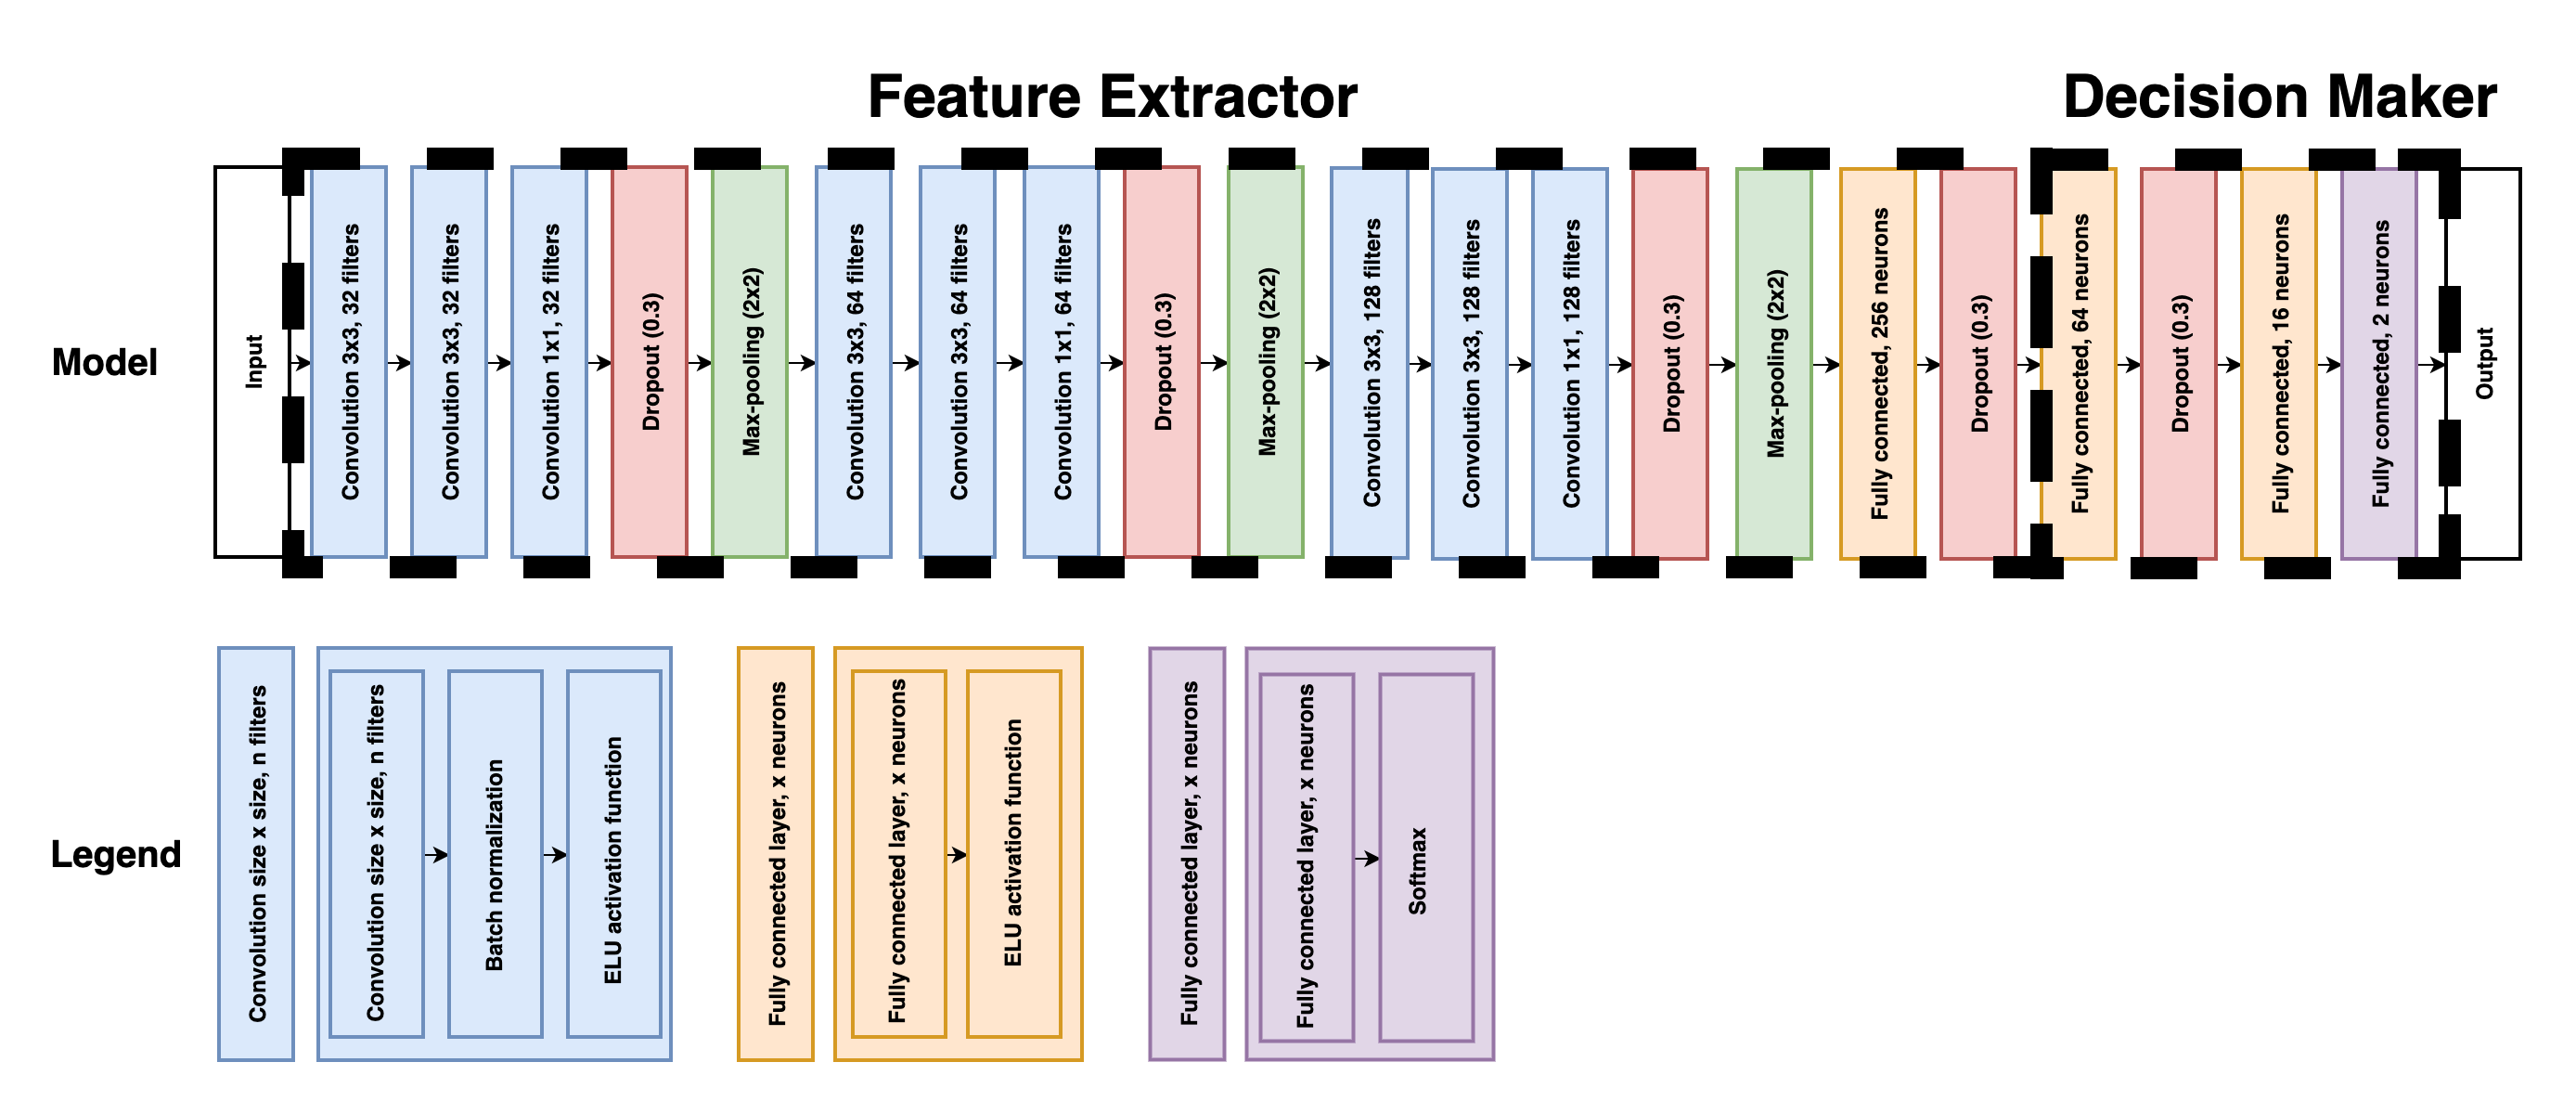 Feature Extractor
Decision Maker
Model
Input
Convolution 3x3, 32 filters
Convolution 3x3, 32 filters
Convolution 1x1, 32 filters
Dropout (0.3)
Max-pooling (2x2)
Convolution 3x3, 64 filters
Convolution 3x3, 64 filters
Convolution 1x1, 64 filters
Dropout (0.3)
Max-pooling (2x2)
Convolution 3x3, 128 filters
Convolution 3x3, 128 filters
Convolution 1x1, 128 filters
Dropout (0.3)
Max-pooling (2x2)
Fully connected, 256 neurons
Dropout (0.3)
Fully connected, 64 neurons
Dropout (0.3)
Fully connected, 16 neurons
Fully connected, 2 neurons
Output
Legend
Convolution size x size, n filters
Convolution size x size, n filters
Batch normalization
ELU activation function
Fully connected layer, x neurons
Fully connected layer, x neurons
ELU activation function
Fully connected layer, x neurons
Fully connected layer, x neurons
Softmax